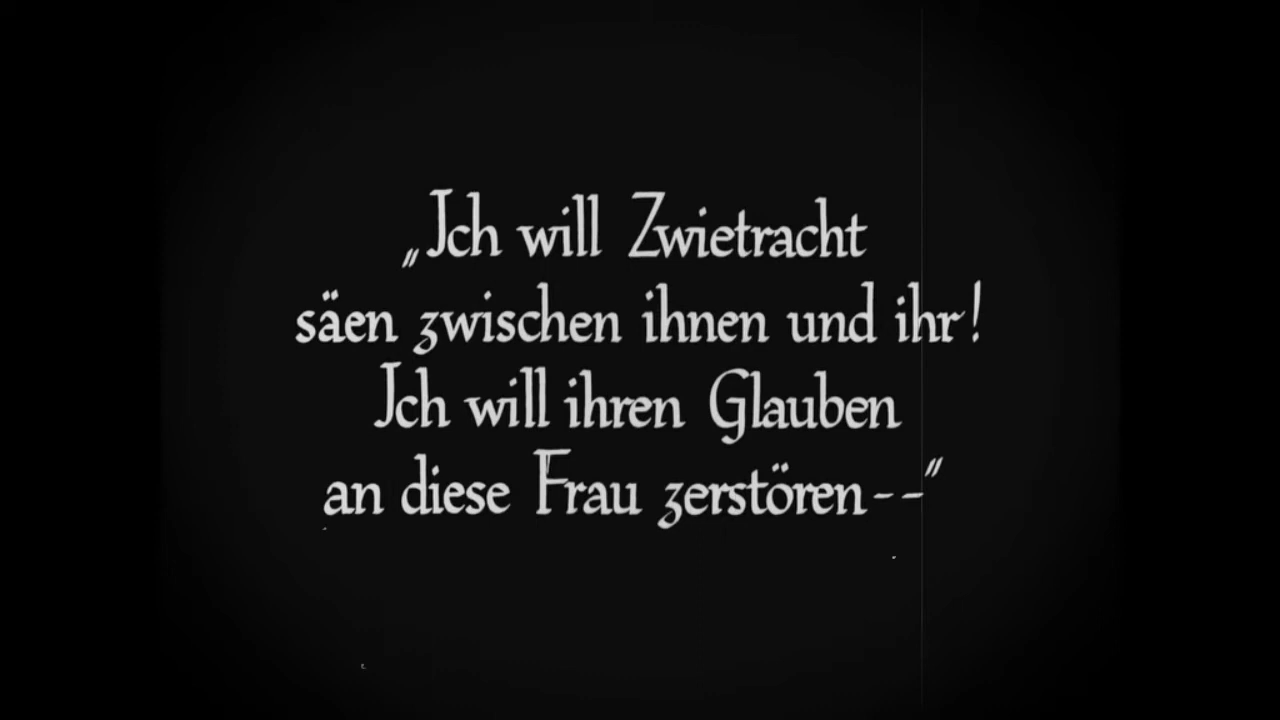 „Ich will Zwietracht
säen zwischen ihnen und ihr!
Ich will ihren Glauben
an diese Frau zerstören--"